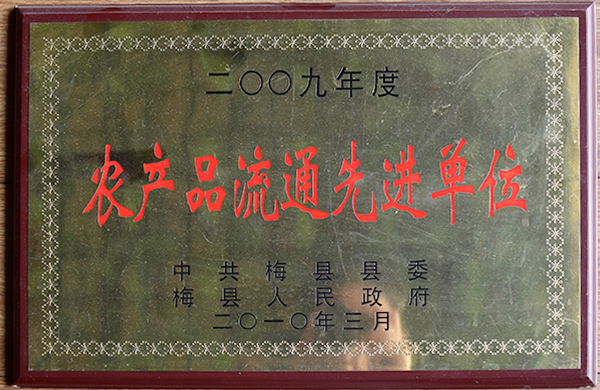 二〇〇九年度
农产品流通先进单位
中共梅县县委
梅县人民政府
二〇一〇年三月